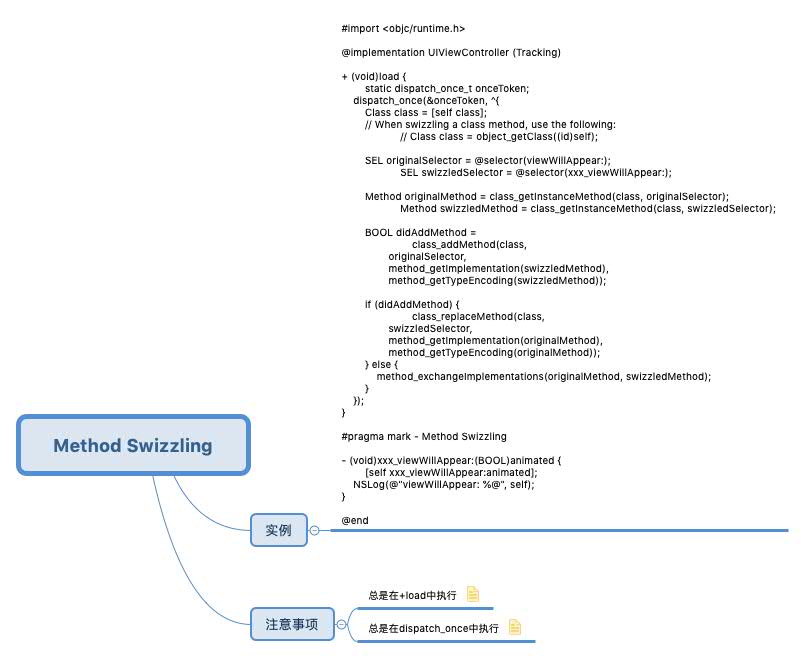 #import <objc/runtime.h>
@implementation UIViewController (Tracking)
+ (void)load {
static dispatch_once_t onceToken;
dispatch_once(&onceToken, ^{
Class class = [self class];
// When swizzling a class method, use the following:
// Class class = object_getClass((id)self);
SEL originalSelector = @selector(viewWillAppear:);
SEL swizzledSelector = @selector(xxx_viewWillAppear:);
Method originalMethod = class_getInstanceMethod(class, originalSelector);
Method swizzledMethod = class_getInstanceMethod(class, swizzledSelector);
BOOL didAddMethod =
class_addMethod(class,
originalSelector,
method_getImplementation(swizzledMethod),
method_getTypeEncoding(swizzledMethod));
if (didAddMethod) {
class_replaceMethod(class,
swizzledSelector,
method_getImplementation(originalMethod),
method_getTypeEncoding(originalMethod));
} else {
method_exchangeImplementations(originalMethod, swizzledMethod);
}
});
}
#pragma mark - Method Swizzling
- (void)xxx_viewWillAppear:(BOOL)animated {
[self xxx_viewWillAppear:animated];
NSLog(@"viewWillAppear: %@", self);
}
@end
Method Swizzling
实例
注意事项
总是在+load中执行
总是在dispatch_once中执行